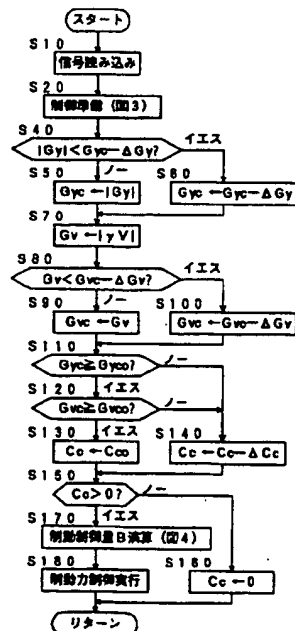 スタート
S10
信号読み込み
S20
制御準備 (図3)
S40
|Gy|<Gyc−ΔGy?
イエス
ノー
S50
Gyc←|Gy|
S60
Gyc←Gyc−ΔGy
S70
Gv←|γV|
S80
Gv<Gvc−ΔGv?
イエス
ノー
S90
Gvc←Gv
S100
Gvc←Gvc−ΔGv
S110
Gyc≧Gyco?
ノー
イエス
S120
Gvc≧Gvco?
ノー
イエス
S130
Cc←Cco
S140
Cc←Cc−ΔCc
S150
Cc>0?
ノー
イエス
S170
制動制御量B演算 (図4)
S180
制動力制御実行
S160
Cc←0
リターン